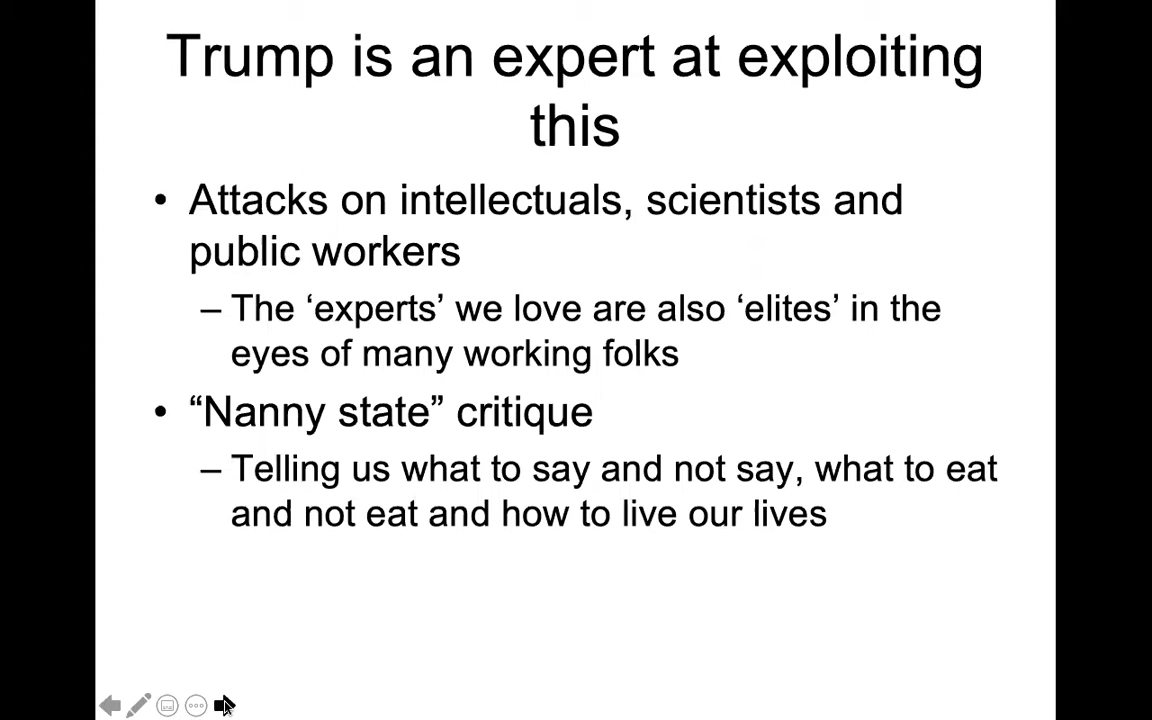 Trump is an expert at exploiting
this
• Attacks on intellectuals, scientists and
public workers
– The ‘experts’ we love are also ‘elites’ in the
eyes of many working folks
• “Nanny state” critique
– Telling us what to say and not say, what to eat
and not eat and how to live our lives